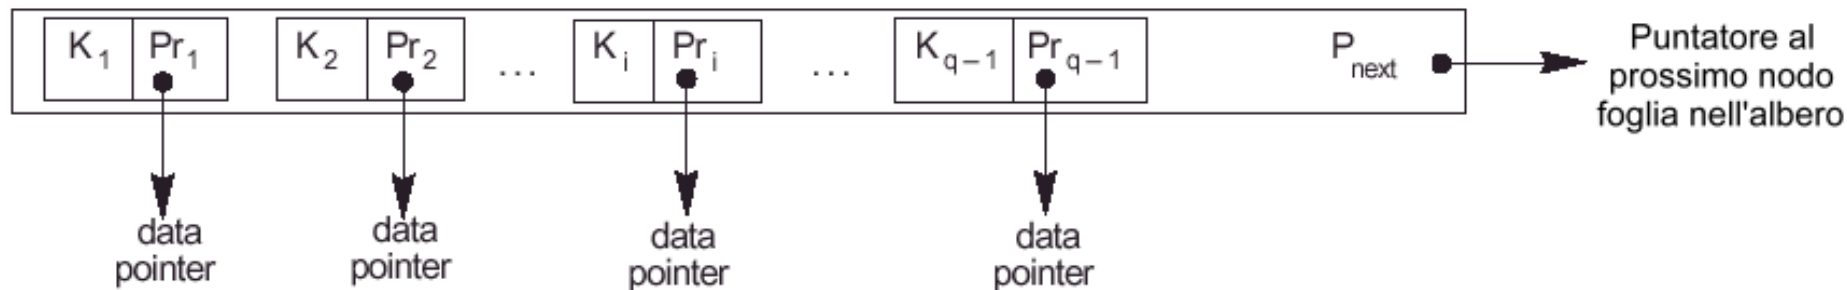 K1 Pr1 K2 Pr2 ... Ki Pri ... Kq−1 Prq−1 Pnext
Puntatore al
prossimo nodo
foglia nell'albero
data
pointer
data
pointer
data
pointer
data
pointer